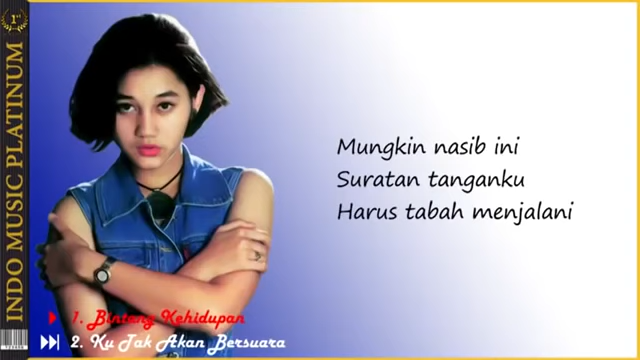 INDO MUSIC PLATINUM
Mungkin nasib ini
Suratan tanganku
Harus tabah menjalani
1. Bintang Kehidupan
2. Ku Tak Akan Bersuara